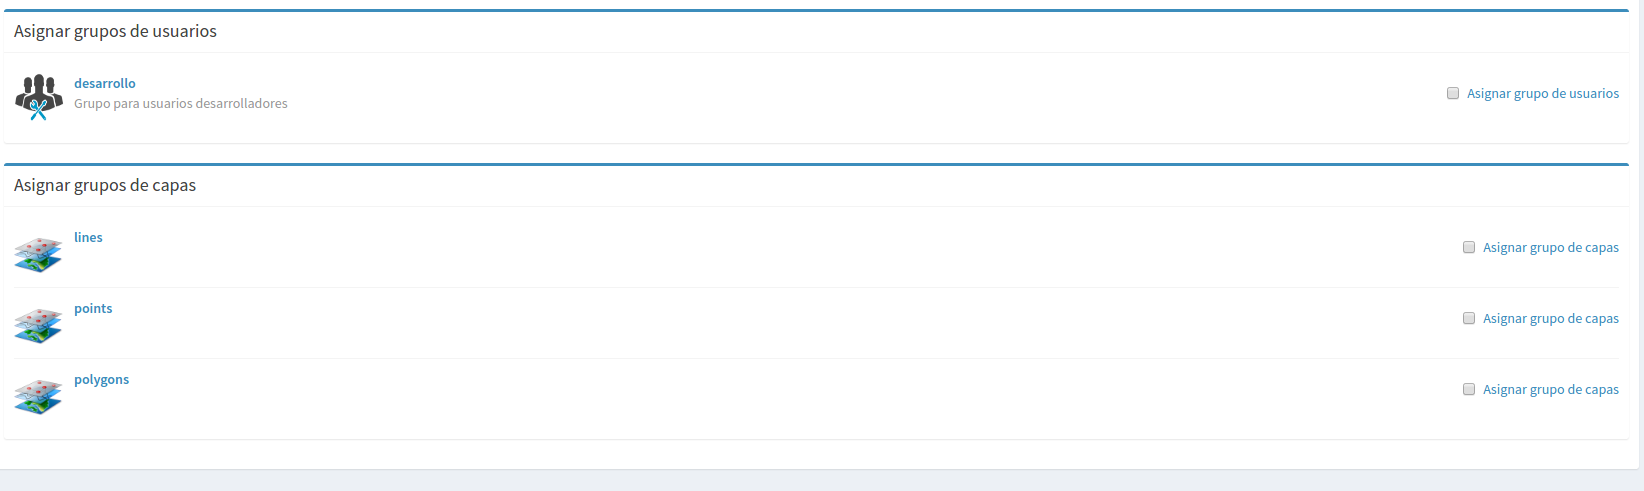 Asignar grupos de usuarios
desarrollo
Grupo para usuarios desarrolladores
Asignar grupo de usuarios
Asignar grupos de capas
lines
Asignar grupo de capas
points
Asignar grupo de capas
polygons
Asignar grupo de capas